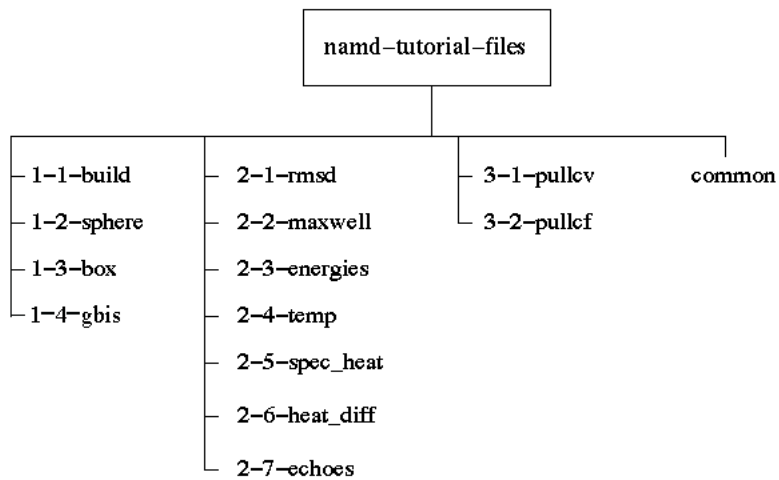 namd-tutorial-files
1-1-build
1-2-sphere
1-3-box
1-4-gbis
2-1-rmsd
2-2-maxwell
2-3-energies
2-4-temp
2-5-spec_heat
2-6-heat_diff
2-7-echoes
3-1-pullcv
3-2-pullcf
common